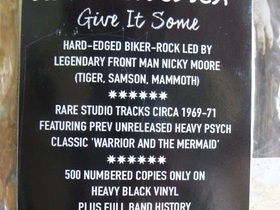 Give It Some
HARD-EDGED BIKER-ROCK LED BY
LEGENDARY FRONT MAN NICKY MOORE
(TIGER, SAMSON, MAMMOTH)
******
RARE STUDIO TRACKS CIRCA 1969-71
FEATURING PREV UNRELEASED HEAVY PSYCH
CLASSIC 'WARRIOR AND THE MERMAID'
******
500 NUMBERED COPIES ONLY ON
HEAVY BLACK VINYL
PLUS FULL BAND HISTORY